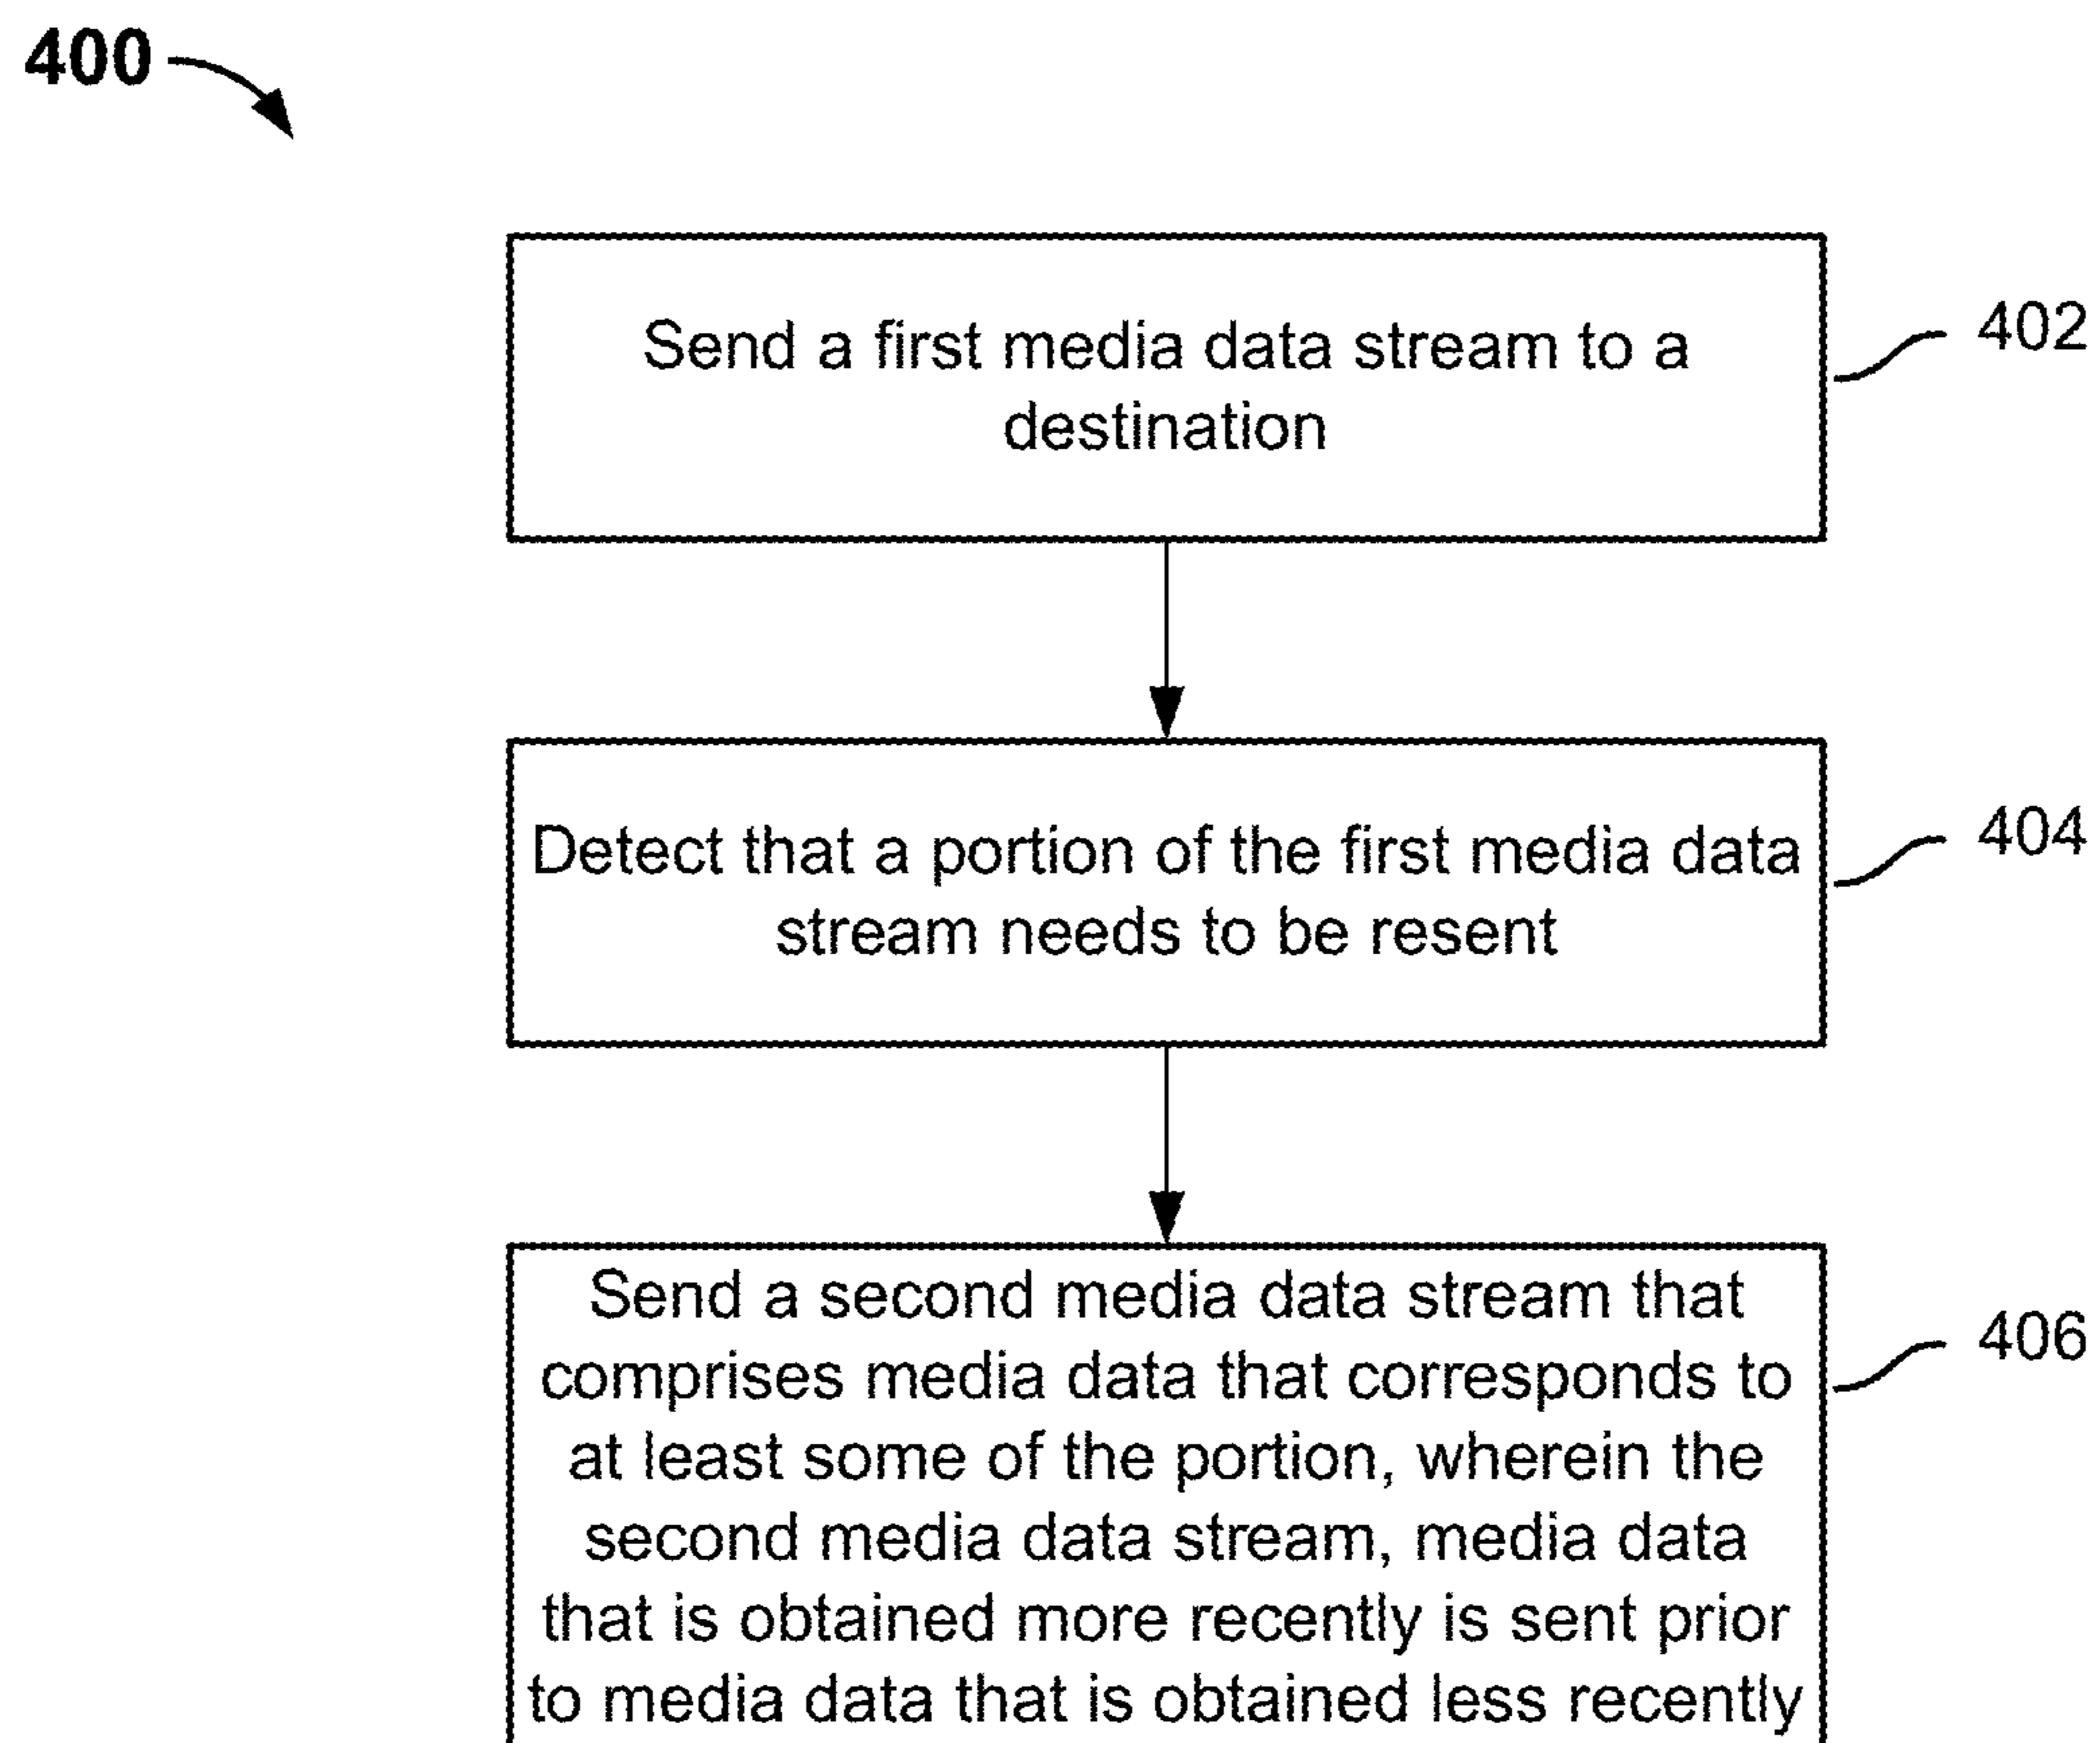 400
Send a first media data stream to a
destination
402
Detect that a portion of the first media data
stream needs to be resent
404
Send a second media data stream that
comprises media data that corresponds to
at least some of the portion, wherein the
second media data stream, media data
that is obtained more recently is sent prior
to media data that is obtained less recently
406